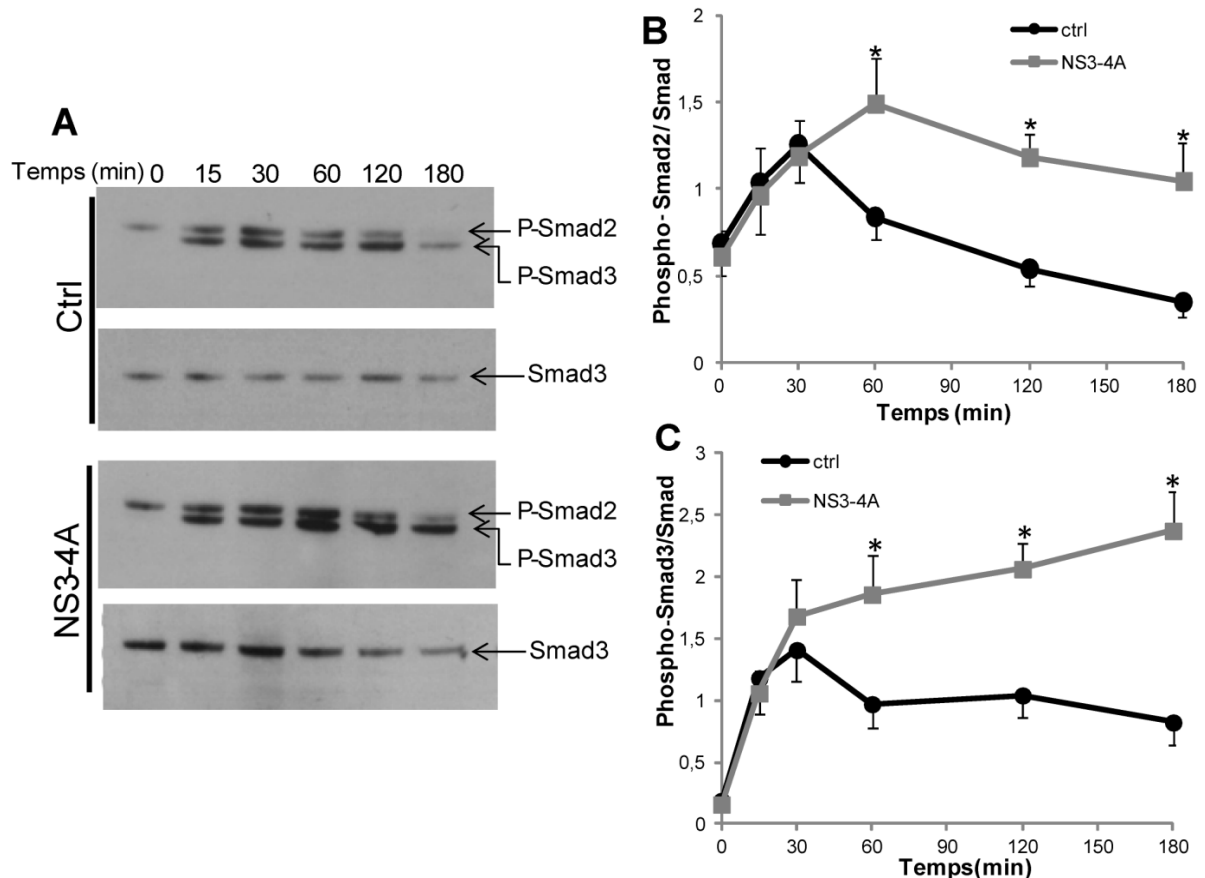 A
Temps (min) 0 15 30 60 120 180
Ctrl
P-Smad2
P-Smad3
Smad3
NS3-4A
P-Smad2
P-Smad3
Smad3
B
Phospho- Smad2/ Smad
2
1,5
1
0,5
0
ctrl
NS3-4A
*
*
*
0 30 60 90 120 150 180
Temps (min)
C
Phospho-Smad3/Smad
3
2,5
2
1,5
1
0,5
0
ctrl
NS3-4A
*
*
*
0 30 60 90 120 150 180
Temps(min)